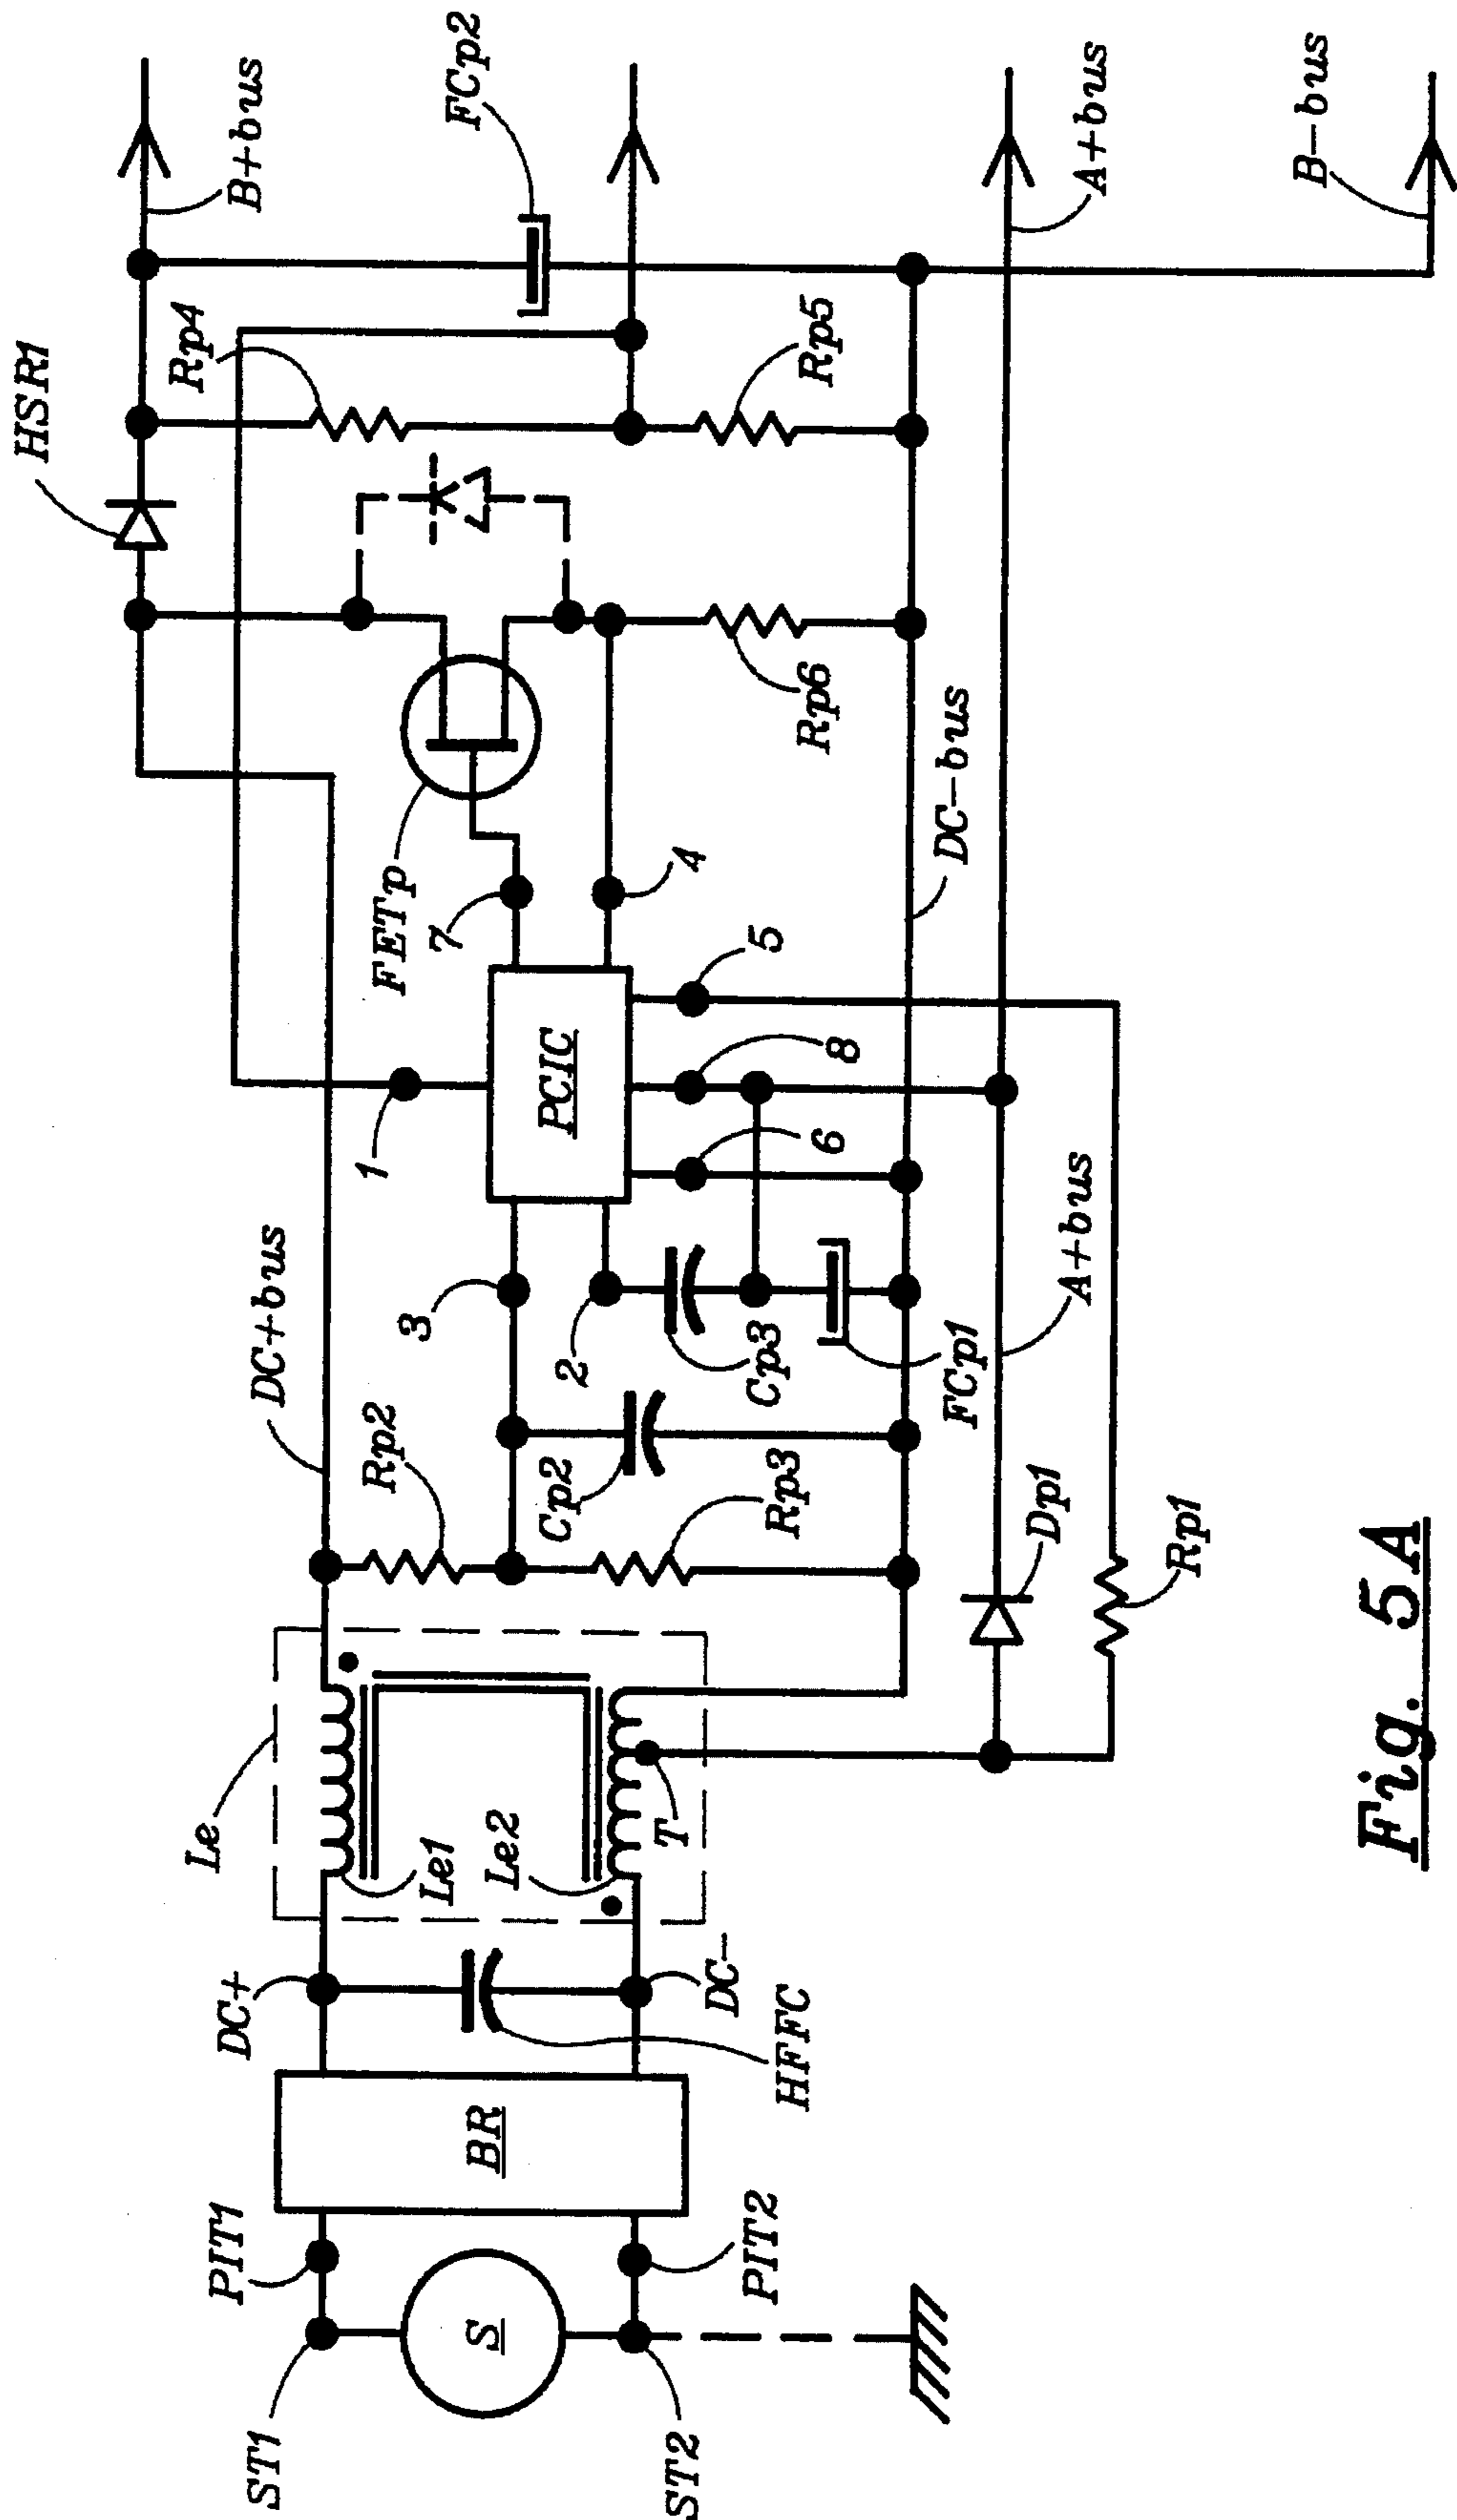 ST1
ST2
S
PIT1
PIT2
BR
DC+
DC−
HFFC
Le
Le1
Le2
T
DC+bus
Rp2
Rp3
Cp2
Cp3
FCp1
A+bus
Dp1
Rp1
3
2
1
PCIC
6
8
5
7
4
FETp
DC−bus
Rp6
HSR1
Rp4
Rp5
B+bus
FCp2
A+bus
B−bus
Fig. 5A